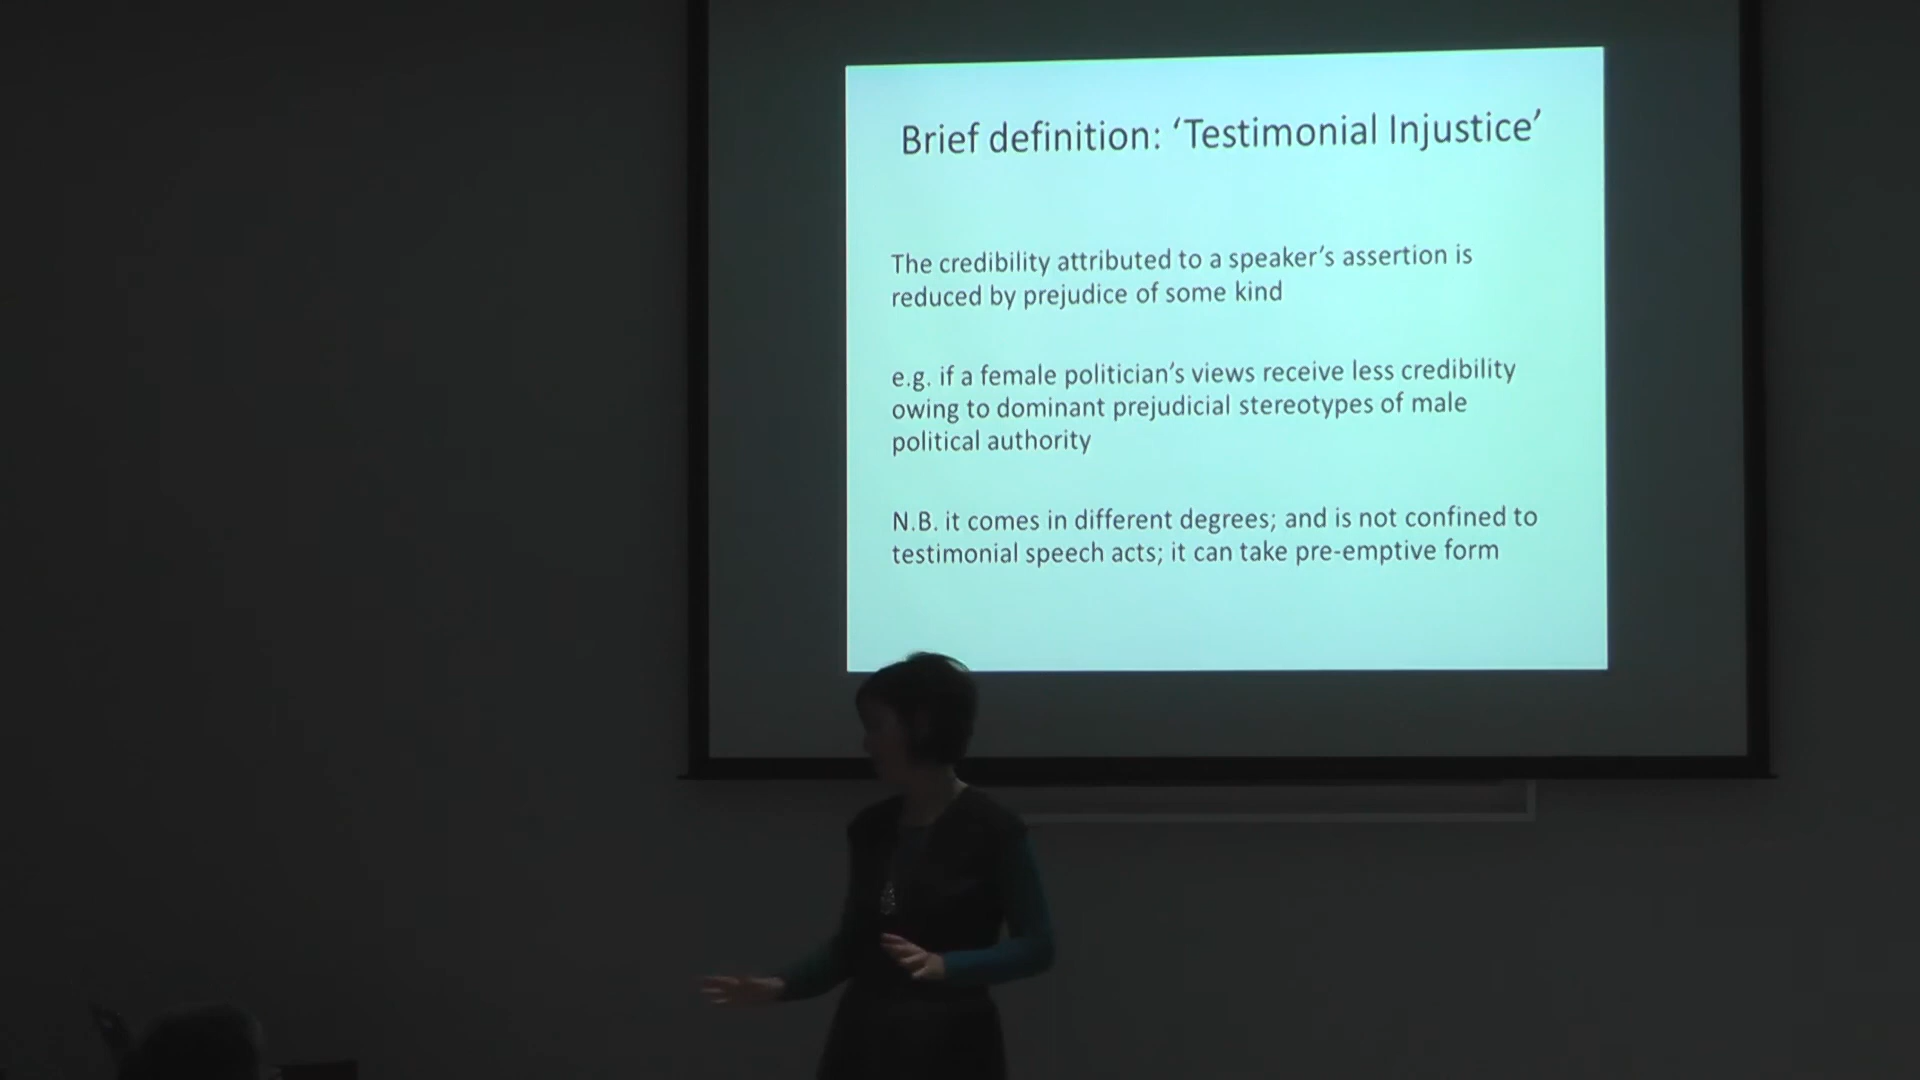 Brief definition: ‘Testimonial Injustice’
The credibility attributed to a speaker’s assertion is
reduced by prejudice of some kind
e.g. if a female politician’s views receive less credibility
owing to dominant prejudicial stereotypes of male
political authority
N.B. it comes in different degrees; and is not confined to
testimonial speech acts; it can take pre-emptive form